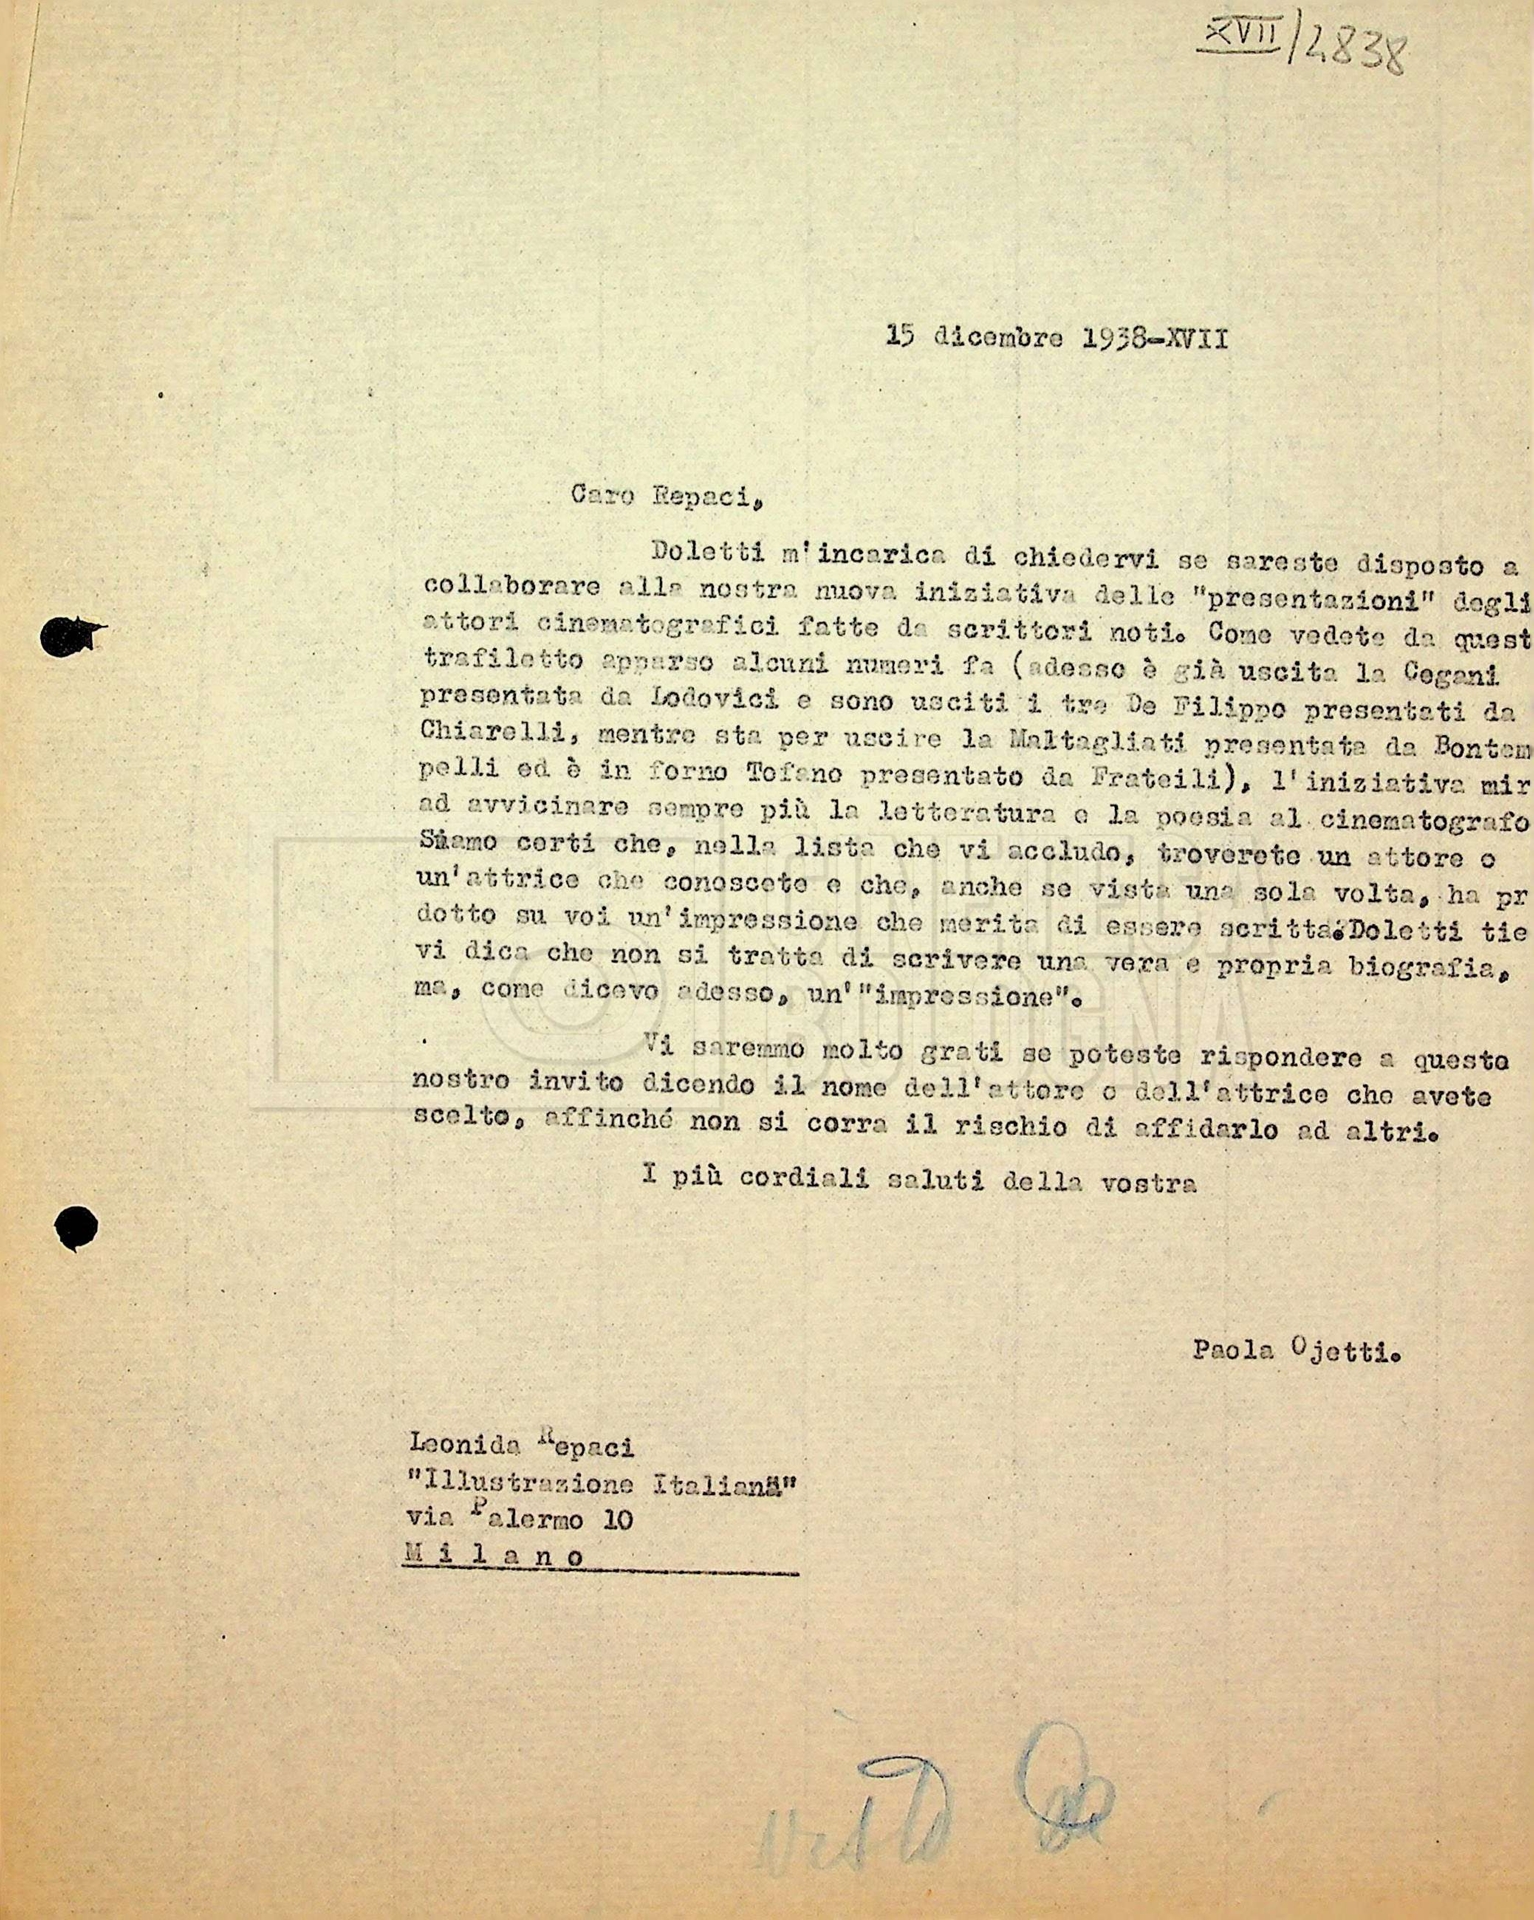 XVII/2838
15 dicembre 1938-XVII
Caro Repaci,
Doletti m'incarica di chiedervi se sareste disposto a
collaborare alla nostra nuova iniziativa delle "presentazioni" degli
attori cinematografici fatte da scrittori noti. Come vedete da quest
trafiletto apparso alcuni numeri fa (adesso è già uscita la Cegani
presentata da Lodovici e sono usciti i tre De Filippo presentati da
Chiarelli, mentre sta per uscire la Maltagliati presentata da Bontem
pelli ed è in forno Tofano presentato da Frateili), l'iniziativa mir
ad avvicinare sempre più la letteratura e la poesia al cinematografo
Siamo certi che, nella lista che vi accludo, troverete un attore o
un'attrice che conoscete e che, anche se vista una sola volta, ha pr
dotto su voi un'impressione che merita di essere scritta. Doletti tie
vi dica che non si tratta di scrivere una vera e propria biografia,
ma, come dicevo adesso, un'"impressione".
Vi saremmo molto grati se poteste rispondere a questo
nostro invito dicendo il nome dell'attore o dell'attrice che avete
scelto, affinché non si corra il rischio di affidarlo ad altri.
I più cordiali saluti della vostra
Paola Ojetti.
Leonida Repaci
"Illustrazione Italiana"
via Palermo 10
Milano
visto